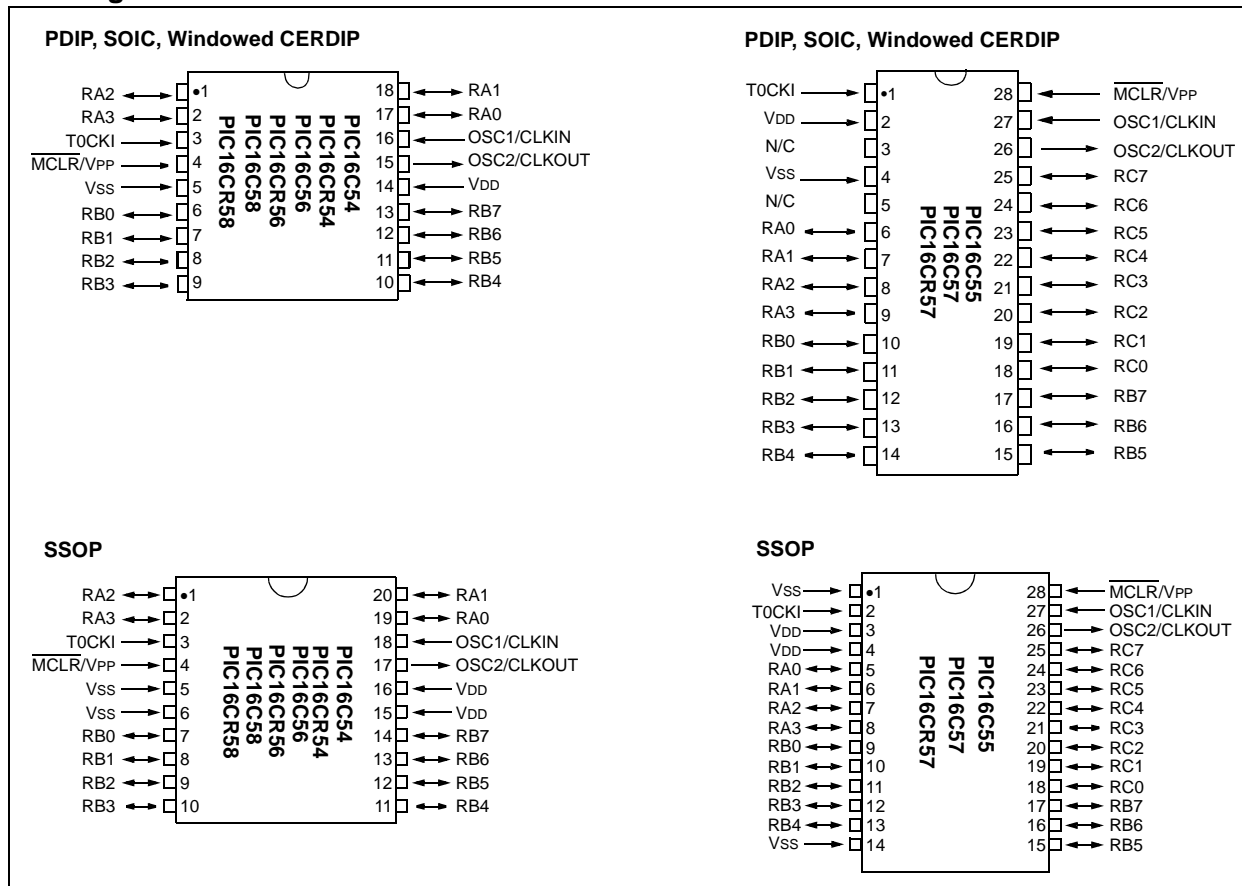 PDIP, SOIC, Windowed CERDIP
RA2 •1 18 RA1
RA3 2 17 RA0
T0CKI 3 16 OSC1/CLKIN
MCLR/VPP 4 15 OSC2/CLKOUT
VSS 5 14 VDD
RB0 6 13 RB7
RB1 7 12 RB6
RB2 8 11 RB5
RB3 9 10 RB4
PIC16C54
PIC16CR54
PIC16C56
PIC16CR56
PIC16C58
PIC16CR58
PDIP, SOIC, Windowed CERDIP
T0CKI •1 28 MCLR/VPP
VDD 2 27 OSC1/CLKIN
N/C 3 26 OSC2/CLKOUT
VSS 4 25 RC7
N/C 5 24 RC6
RA0 6 23 RC5
RA1 7 22 RC4
RA2 8 21 RC3
RA3 9 20 RC2
RB0 10 19 RC1
RB1 11 18 RC0
RB2 12 17 RB7
RB3 13 16 RB6
RB4 14 15 RB5
PIC16C55
PIC16C57
PIC16CR57
SSOP
RA2 •1 20 RA1
RA3 2 19 RA0
T0CKI 3 18 OSC1/CLKIN
MCLR/VPP 4 17 OSC2/CLKOUT
VSS 5 16 VDD
VSS 6 15 VDD
RB0 7 14 RB7
RB1 8 13 RB6
RB2 9 12 RB5
RB3 10 11 RB4
PIC16C54
PIC16CR54
PIC16C56
PIC16CR56
PIC16C58
PIC16CR58
SSOP
VSS •1 28 MCLR/VPP
T0CKI 2 27 OSC1/CLKIN
VDD 3 26 OSC2/CLKOUT
VDD 4 25 RC7
RA0 5 24 RC6
RA1 6 23 RC5
RA2 7 22 RC4
RA3 8 21 RC3
RB0 9 20 RC2
RB1 10 19 RC1
RB2 11 18 RC0
RB3 12 17 RB7
RB4 13 16 RB6
VSS 14 15 RB5
PIC16C55
PIC16C57
PIC16CR57